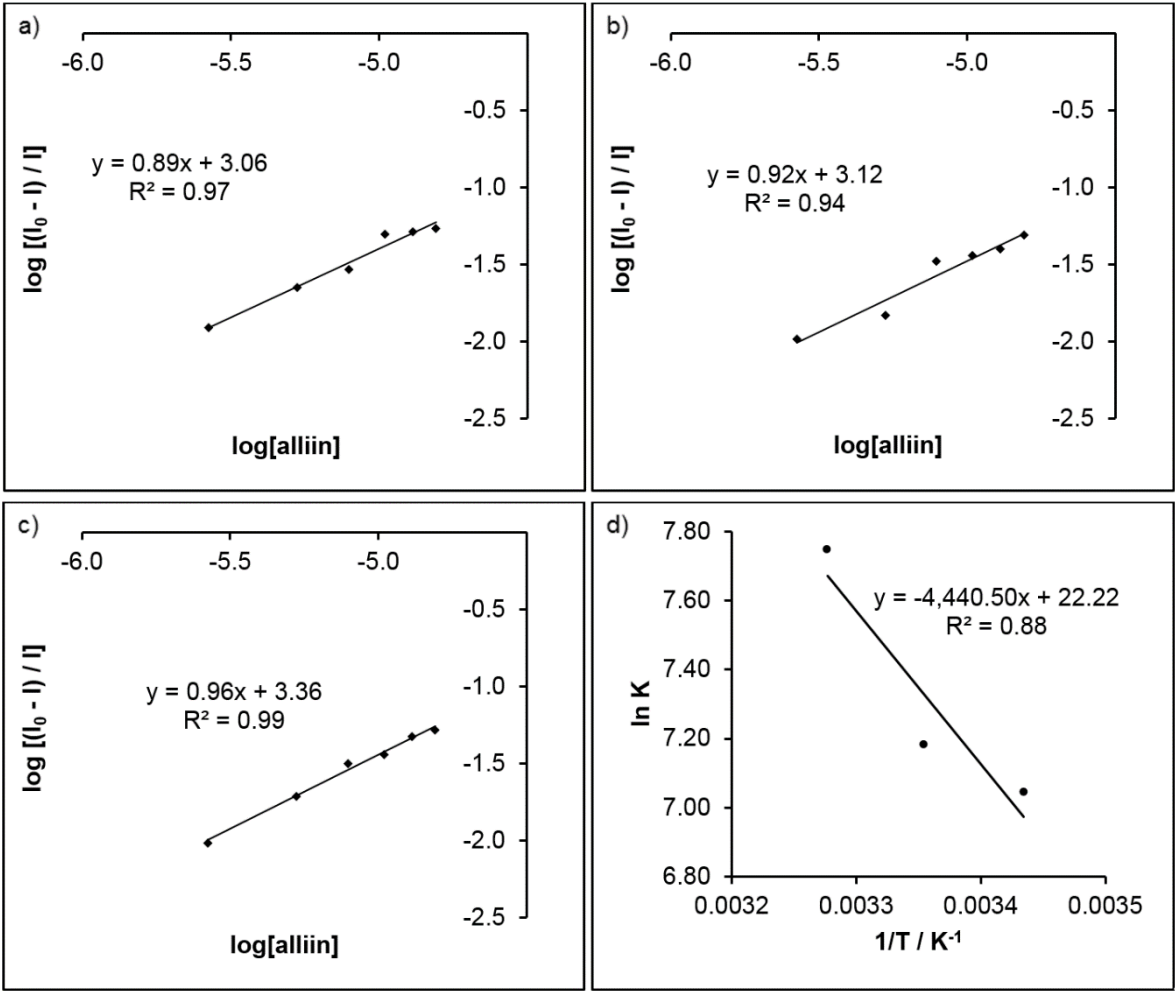 a)
-6.0 -5.5 -5.0
-0.5
-1.0
-1.5
-2.0
-2.5
log [(I₀ - I) / I]
y = 0.89x + 3.06
R² = 0.97
log[alliin]
b)
-6.0 -5.5 -5.0
-0.5
-1.0
-1.5
-2.0
-2.5
log [(I₀ - I) / I]
y = 0.92x + 3.12
R² = 0.94
log[alliin]
c)
-6.0 -5.5 -5.0
-0.5
-1.0
-1.5
-2.0
-2.5
log [(I₀ - I) / I]
y = 0.96x + 3.36
R² = 0.99
log[alliin]
d)
7.80
7.60
7.40
7.20
7.00
6.80
ln K
y = -4,440.50x + 22.22
R² = 0.88
0.0032 0.0033 0.0034 0.0035
1/T / K⁻¹